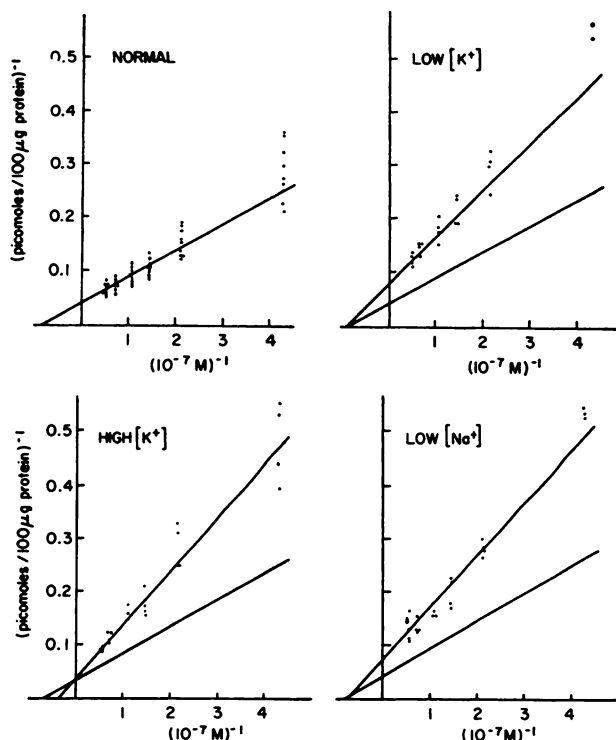 NORMAL
LOW [K⁺]
0.5
0.4
0.3
0.2
0.1
(picomoles/100μg protein)⁻¹
1 2 3 4
(10⁻⁷ M)⁻¹
1 2 3 4
(10⁻⁷ M)⁻¹
HIGH [K⁺]
LOW [Na⁺]
0.5
0.4
0.3
0.2
0.1
(picomoles/100μg protein)⁻¹
1 2 3 4
(10⁻⁷ M)⁻¹
1 2 3 4
(10⁻⁷ M)⁻¹